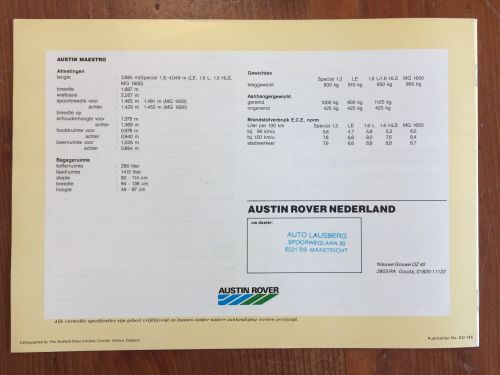 AUSTIN MAESTRO
Afmetingen
lengte : 3,995 m(Special 1.3) 4,049 m (LE, 1.6 L, 1.6 HLS,
MG 1600)
breedte : 1,687 m
wielbasis : 2,507 m
spoorbreedte voor : 1,465 m 1,461 m (MG 1600)
achter : 1,429 m 1,455 m (MG 1600)
breedte op
schouderhoogte voor : 1,373 m
achter : 1,369 m
hoofdruimte voor : 0,978 m
achter : 0,940 m
beenruimte voor : 1,026 m
achter : 0,894 m
Bagageruimte
kofferruimte : 280 liter
laadruimte : 1415 liter
diepte : 82 - 114 cm
breedte : 94 - 136 cm
hoogte : 46 - 87 cm
Gewichten
Special 1.3 LE 1.6 L/1.6 HLS MG 1600
leeggewicht 900 kg 910 kg 950 kg 965 kg
Aanhangergewicht
geremd 1000 kg 900 kg 1125 kg
ongeremd 425 kg 425 kg 425 kg
Brandstofverbruik E.C.E. norm
Liter per 100 km Special 1.3 LE 1.6 L 1.6 HLS MG 1600
bij 90 km/u 5,6 4,7 5,9 5,3 6,0
bij 120 km/u 7,8 6,8 8,0 7,6 8,4
stadsverkeer 7,6 6,6 8,8 8,6 9,7
AUSTIN ROVER NEDERLAND
uw dealer:
AUTO LAUSBERG
SPOORWEGLAAN 20
6221 BS MAASTRICHT
Nieuwe Gouwe OZ 40
2803 RA Gouda, 01820-11122
AUSTIN ROVER
Alle vermelde specificaties zijn geheel vrijblijvend en kunnen zonder nadere aankondiging worden gewijzigd.
Lithographed by The Nuffield Press Limited, Cowley, Oxford, England
Publication No. EO 145